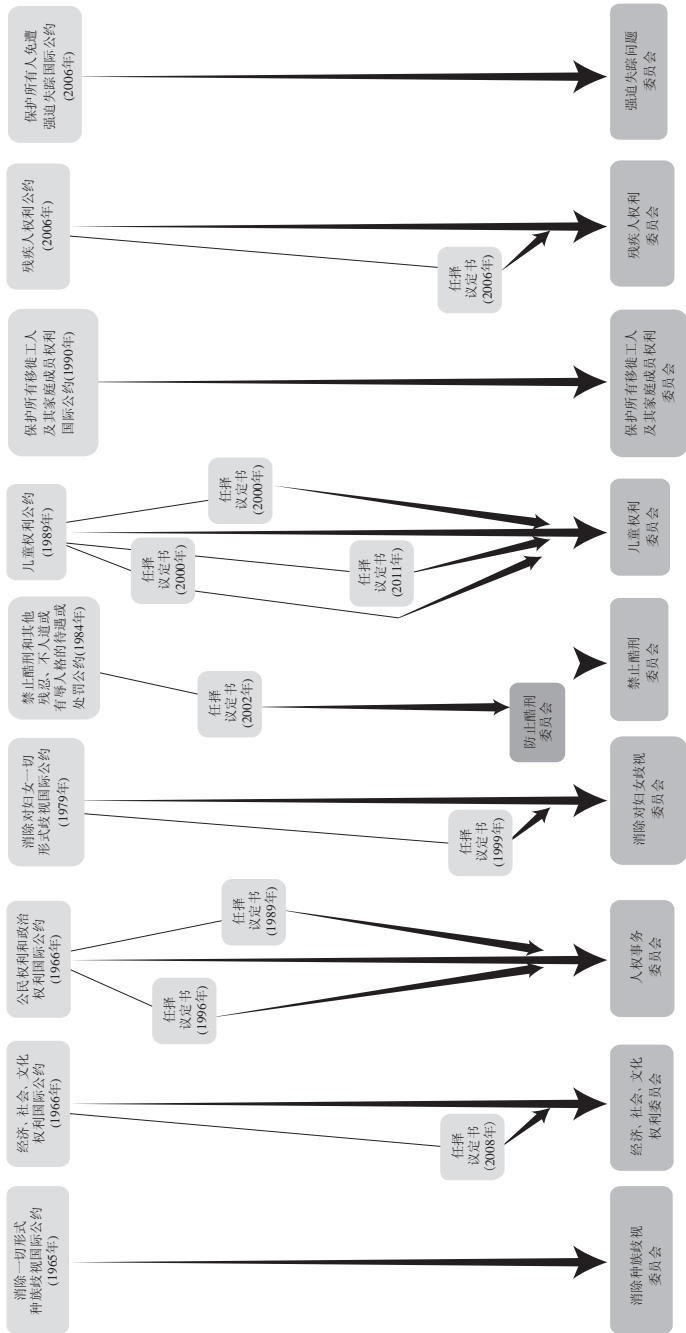 消除一切形式
种族歧视国际公约
(1965年)
经济、社会、文化
权利国际公约
(1966年)
公民权利和政治
权利国际公约
(1966年)
消除对妇女一切
形式歧视国际公约
(1979年)
禁止酷刑和其他
残忍、不人道或
有辱人格的待遇或
处罚公约(1984年)
儿童权利公约
(1989年)
保护所有移徙工人
及其家庭成员权利
国际公约(1990年)
残疾人权利公约
(2006年)
保护所有人免遭
强迫失踪国际公约
(2006年)
任择
议定书
(2008年)
任择
议定书
(1996年)
任择
议定书
(1989年)
任择
议定书
(1999年)
任择
议定书
(2002年)
任择
议定书
(2000年)
任择
议定书
(2011年)
任择
议定书
(2000年)
任择
议定书
(2006年)
防止酷刑
委员会
消除种族歧视
委员会
经济、社会、文化
权利委员会
人权事务
委员会
消除对妇女歧视
委员会
禁止酷刑
委员会
儿童权利
委员会
保护所有移徙工人
及其家庭成员权利
委员会
残疾人权利
委员会
强迫失踪问题
委员会